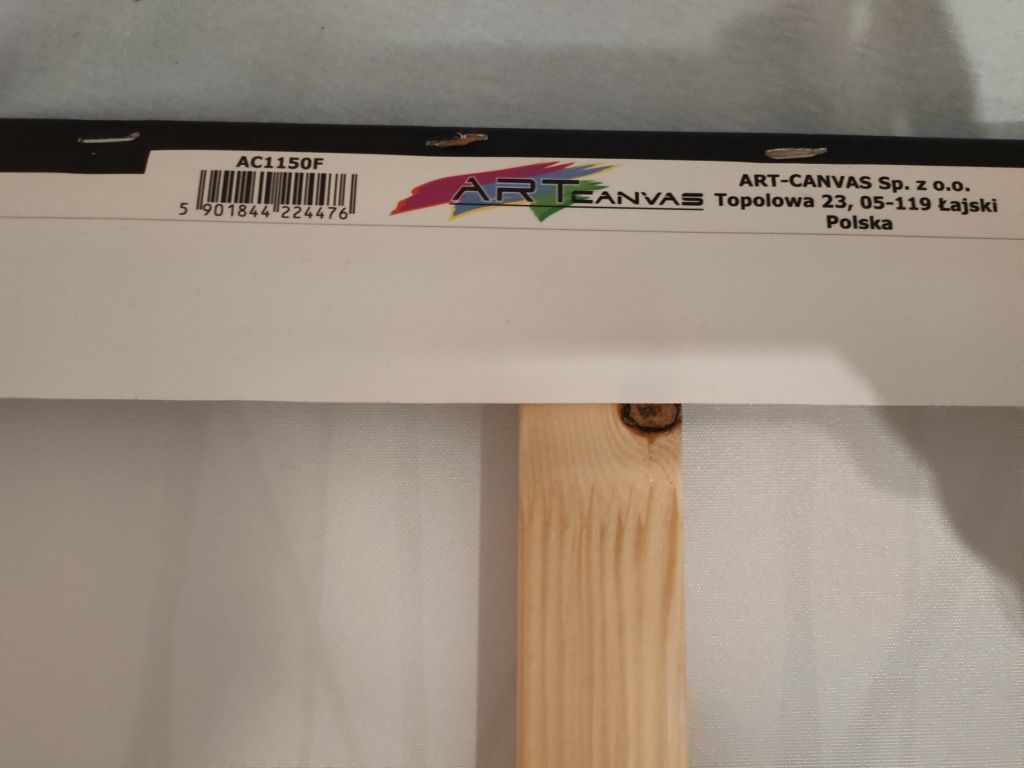 AC1150F
5 901844 224476
ARTCANVAS
ART-CANVAS Sp. z o.o.
Topolowa 23, 05-119 Łajski
Polska